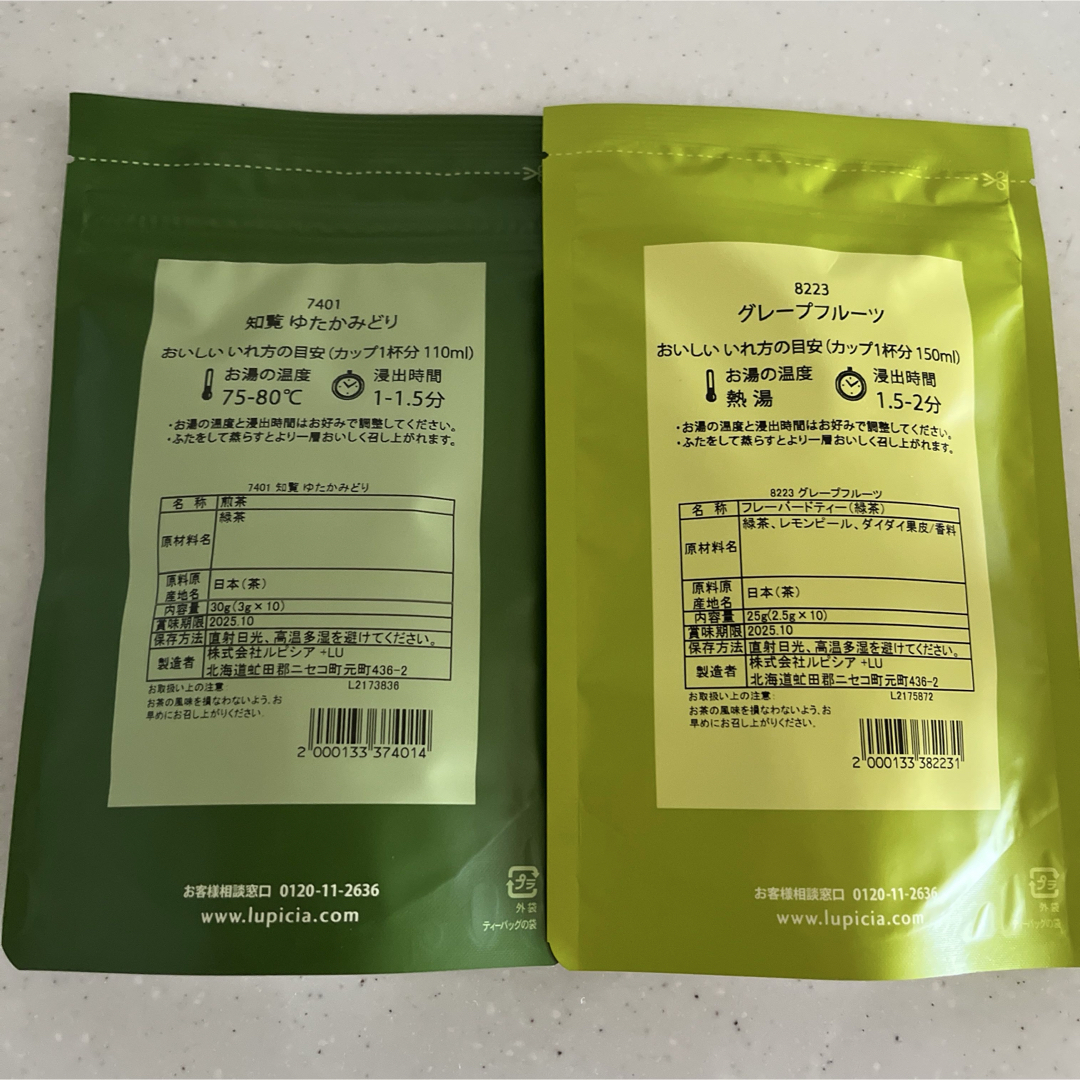 7401
知覧 ゆたかみどり
おいしい いれ方の目安(カップ1杯分 110ml)
お湯の温度
75-80℃
浸出時間
1-1.5分
・お湯の温度と浸出時間はお好みで調整してください。
・ふたをして蒸らすとより一層おいしく召し上がれます。
7401 知覧 ゆたかみどり
名 称 煎茶
原材料名 緑茶
原料原産地名 日本(茶)
内容量 30g(3g×10)
賞味期限 2025.10
保存方法 直射日光、高温多湿を避けてください。
製造者 株式会社ルピシア +LU
北海道虻田郡ニセコ町元町436-2
お取扱い上の注意 L2173836
お茶の風味を損なわないよう、お
早めにお召し上がりください。
2 000133 374014
お客様相談窓口 0120-11-2636
www.lupicia.com
プラ
外袋
ティーバッグの袋
8223
グレープフルーツ
おいしい いれ方の目安(カップ1杯分 150ml)
お湯の温度
熱湯
浸出時間
1.5-2分
・お湯の温度と浸出時間はお好みで調整してください。
・ふたをして蒸らすとより一層おいしく召し上がれます。
8223 グレープフルーツ
名 称 フレーバードティー(緑茶)
原材料名 緑茶、レモンピール、ダイダイ果皮/香料
原料原産地名 日本(茶)
内容量 25g(2.5g×10)
賞味期限 2025.10
保存方法 直射日光、高温多湿を避けてください。
製造者 株式会社ルピシア +LU
北海道虻田郡ニセコ町元町436-2
お取扱い上の注意 L2175872
お茶の風味を損なわないよう、お
早めにお召し上がりください。
2 000133 382231
お客様相談窓口 0120-11-2636
www.lupicia.com
プラ
外袋
ティーバッグの袋